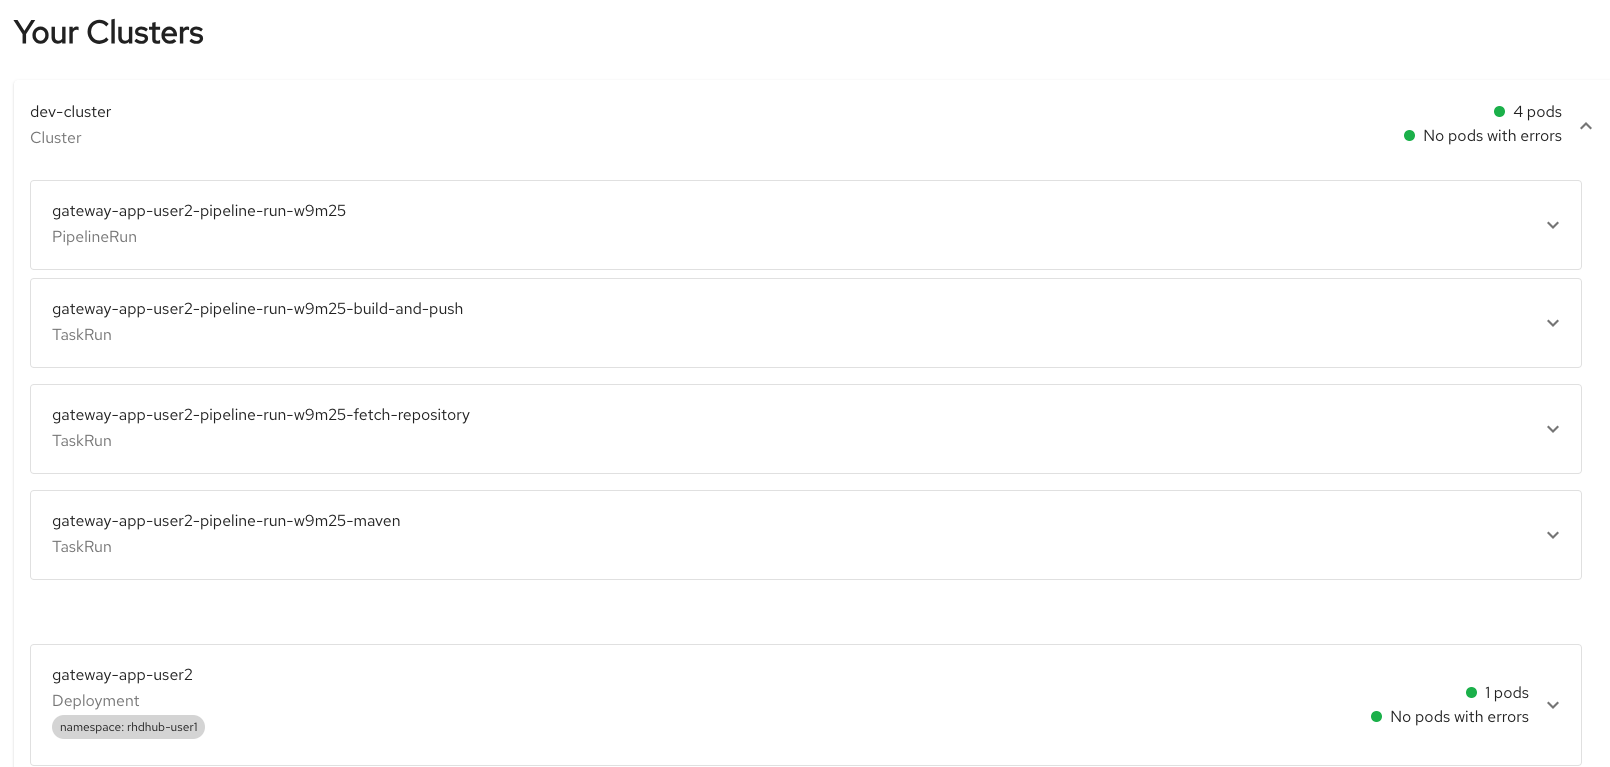 Your Clusters
dev-cluster
Cluster
4 pods
No pods with errors
gateway-app-user2-pipeline-run-w9m25
PipelineRun
gateway-app-user2-pipeline-run-w9m25-build-and-push
TaskRun
gateway-app-user2-pipeline-run-w9m25-fetch-repository
TaskRun
gateway-app-user2-pipeline-run-w9m25-maven
TaskRun
gateway-app-user2
Deployment
namespace: rhdhub-user1
1 pods
No pods with errors